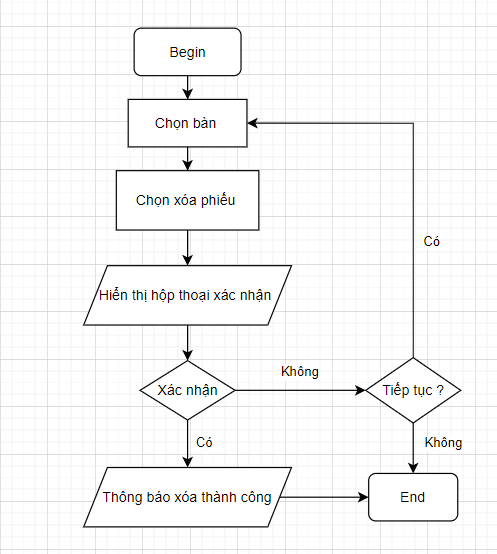 Begin
Chọn bàn
Có
Chọn xóa phiếu
Hiển thị hộp thoại xác nhận
Không
Xác nhận
Tiếp tục ?
Có
Không
Thông báo xóa thành công
End